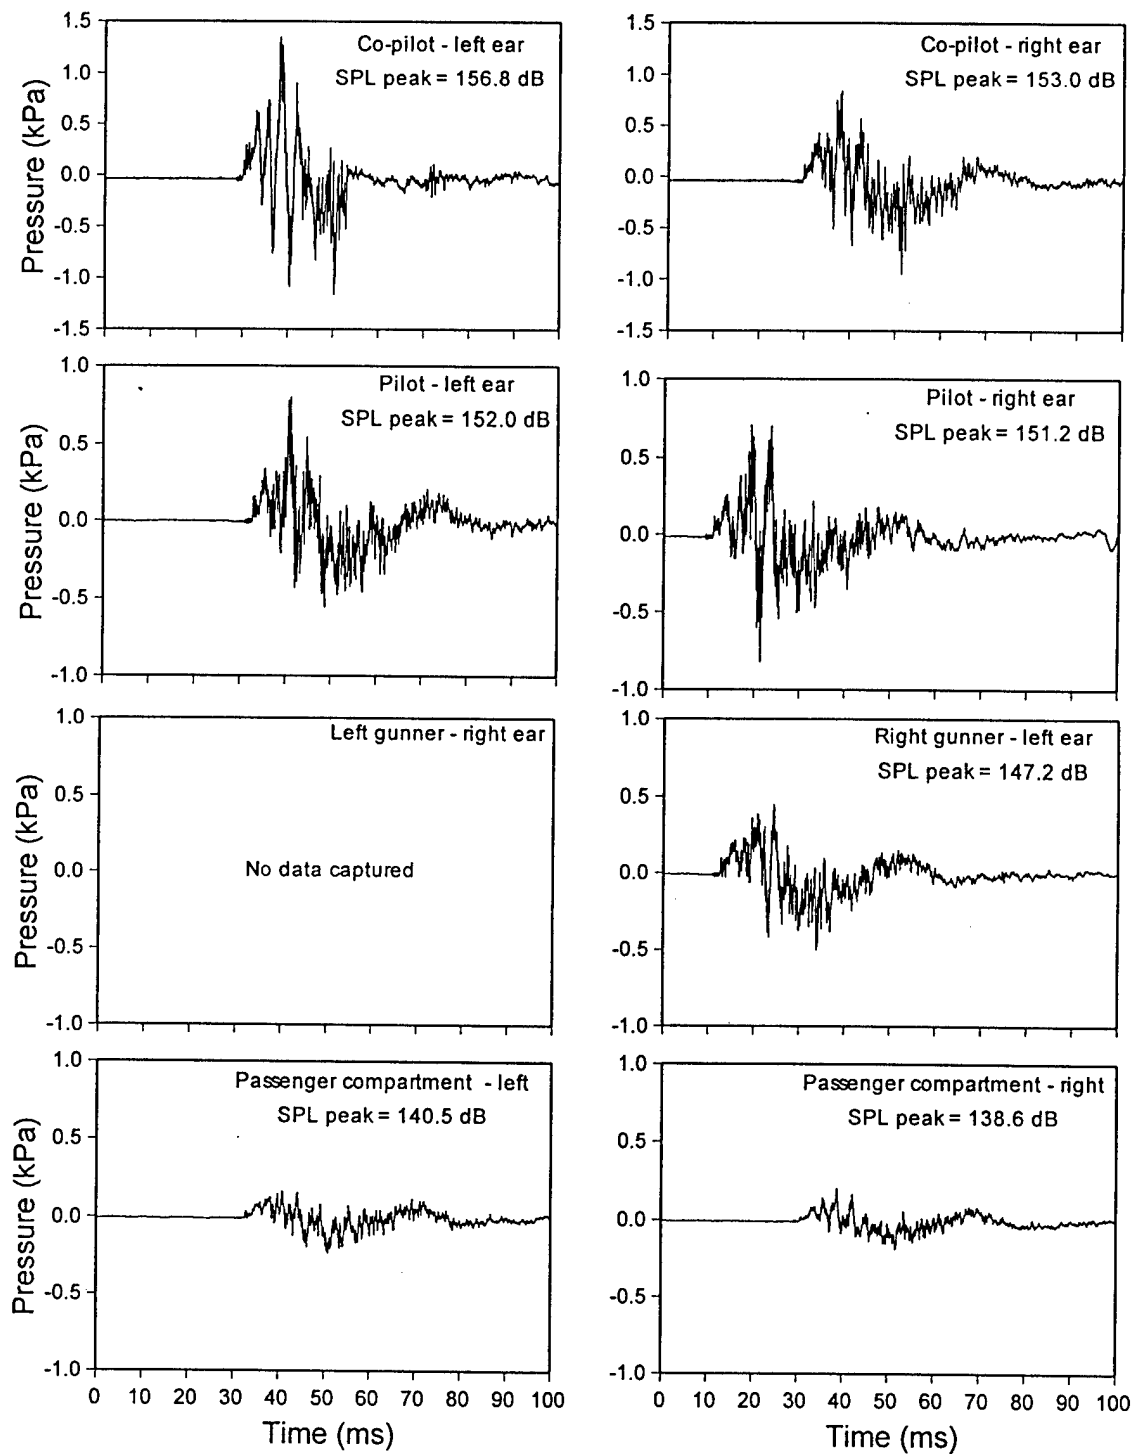 Co-pilot - left ear
SPL peak = 156.8 dB
1.5
1.0
0.5
0.0
-0.5
-1.0
-1.5
Pressure (kPa)
Co-pilot - right ear
SPL peak = 153.0 dB
1.5
1.0
0.5
0.0
-0.5
-1.0
-1.5
Pilot - left ear
SPL peak = 152.0 dB
1.0
0.5
0.0
-0.5
-1.0
Pressure (kPa)
Pilot - right ear
SPL peak = 151.2 dB
1.0
0.5
0.0
-0.5
-1.0
Left gunner - right ear
No data captured
1.0
0.5
0.0
-0.5
-1.0
Pressure (kPa)
Right gunner - left ear
SPL peak = 147.2 dB
1.0
0.5
0.0
-0.5
-1.0
Passenger compartment - left
SPL peak = 140.5 dB
1.0
0.5
0.0
-0.5
-1.0
Pressure (kPa)
0 10 20 30 40 50 60 70 80 90 100
Time (ms)
Passenger compartment - right
SPL peak = 138.6 dB
1.0
0.5
0.0
-0.5
-1.0
0 10 20 30 40 50 60 70 80 90 100
Time (ms)